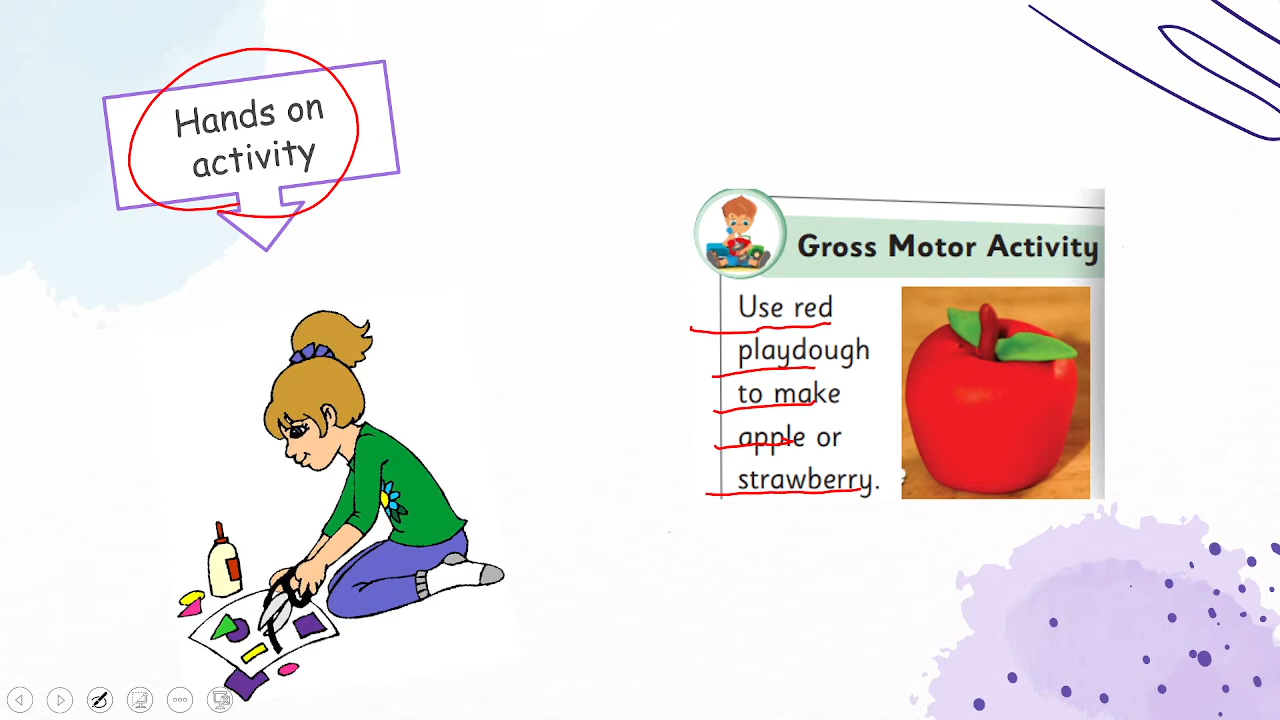 Hands on
activity
Gross Motor Activity
Use red
playdough
to make
apple or
strawberry.